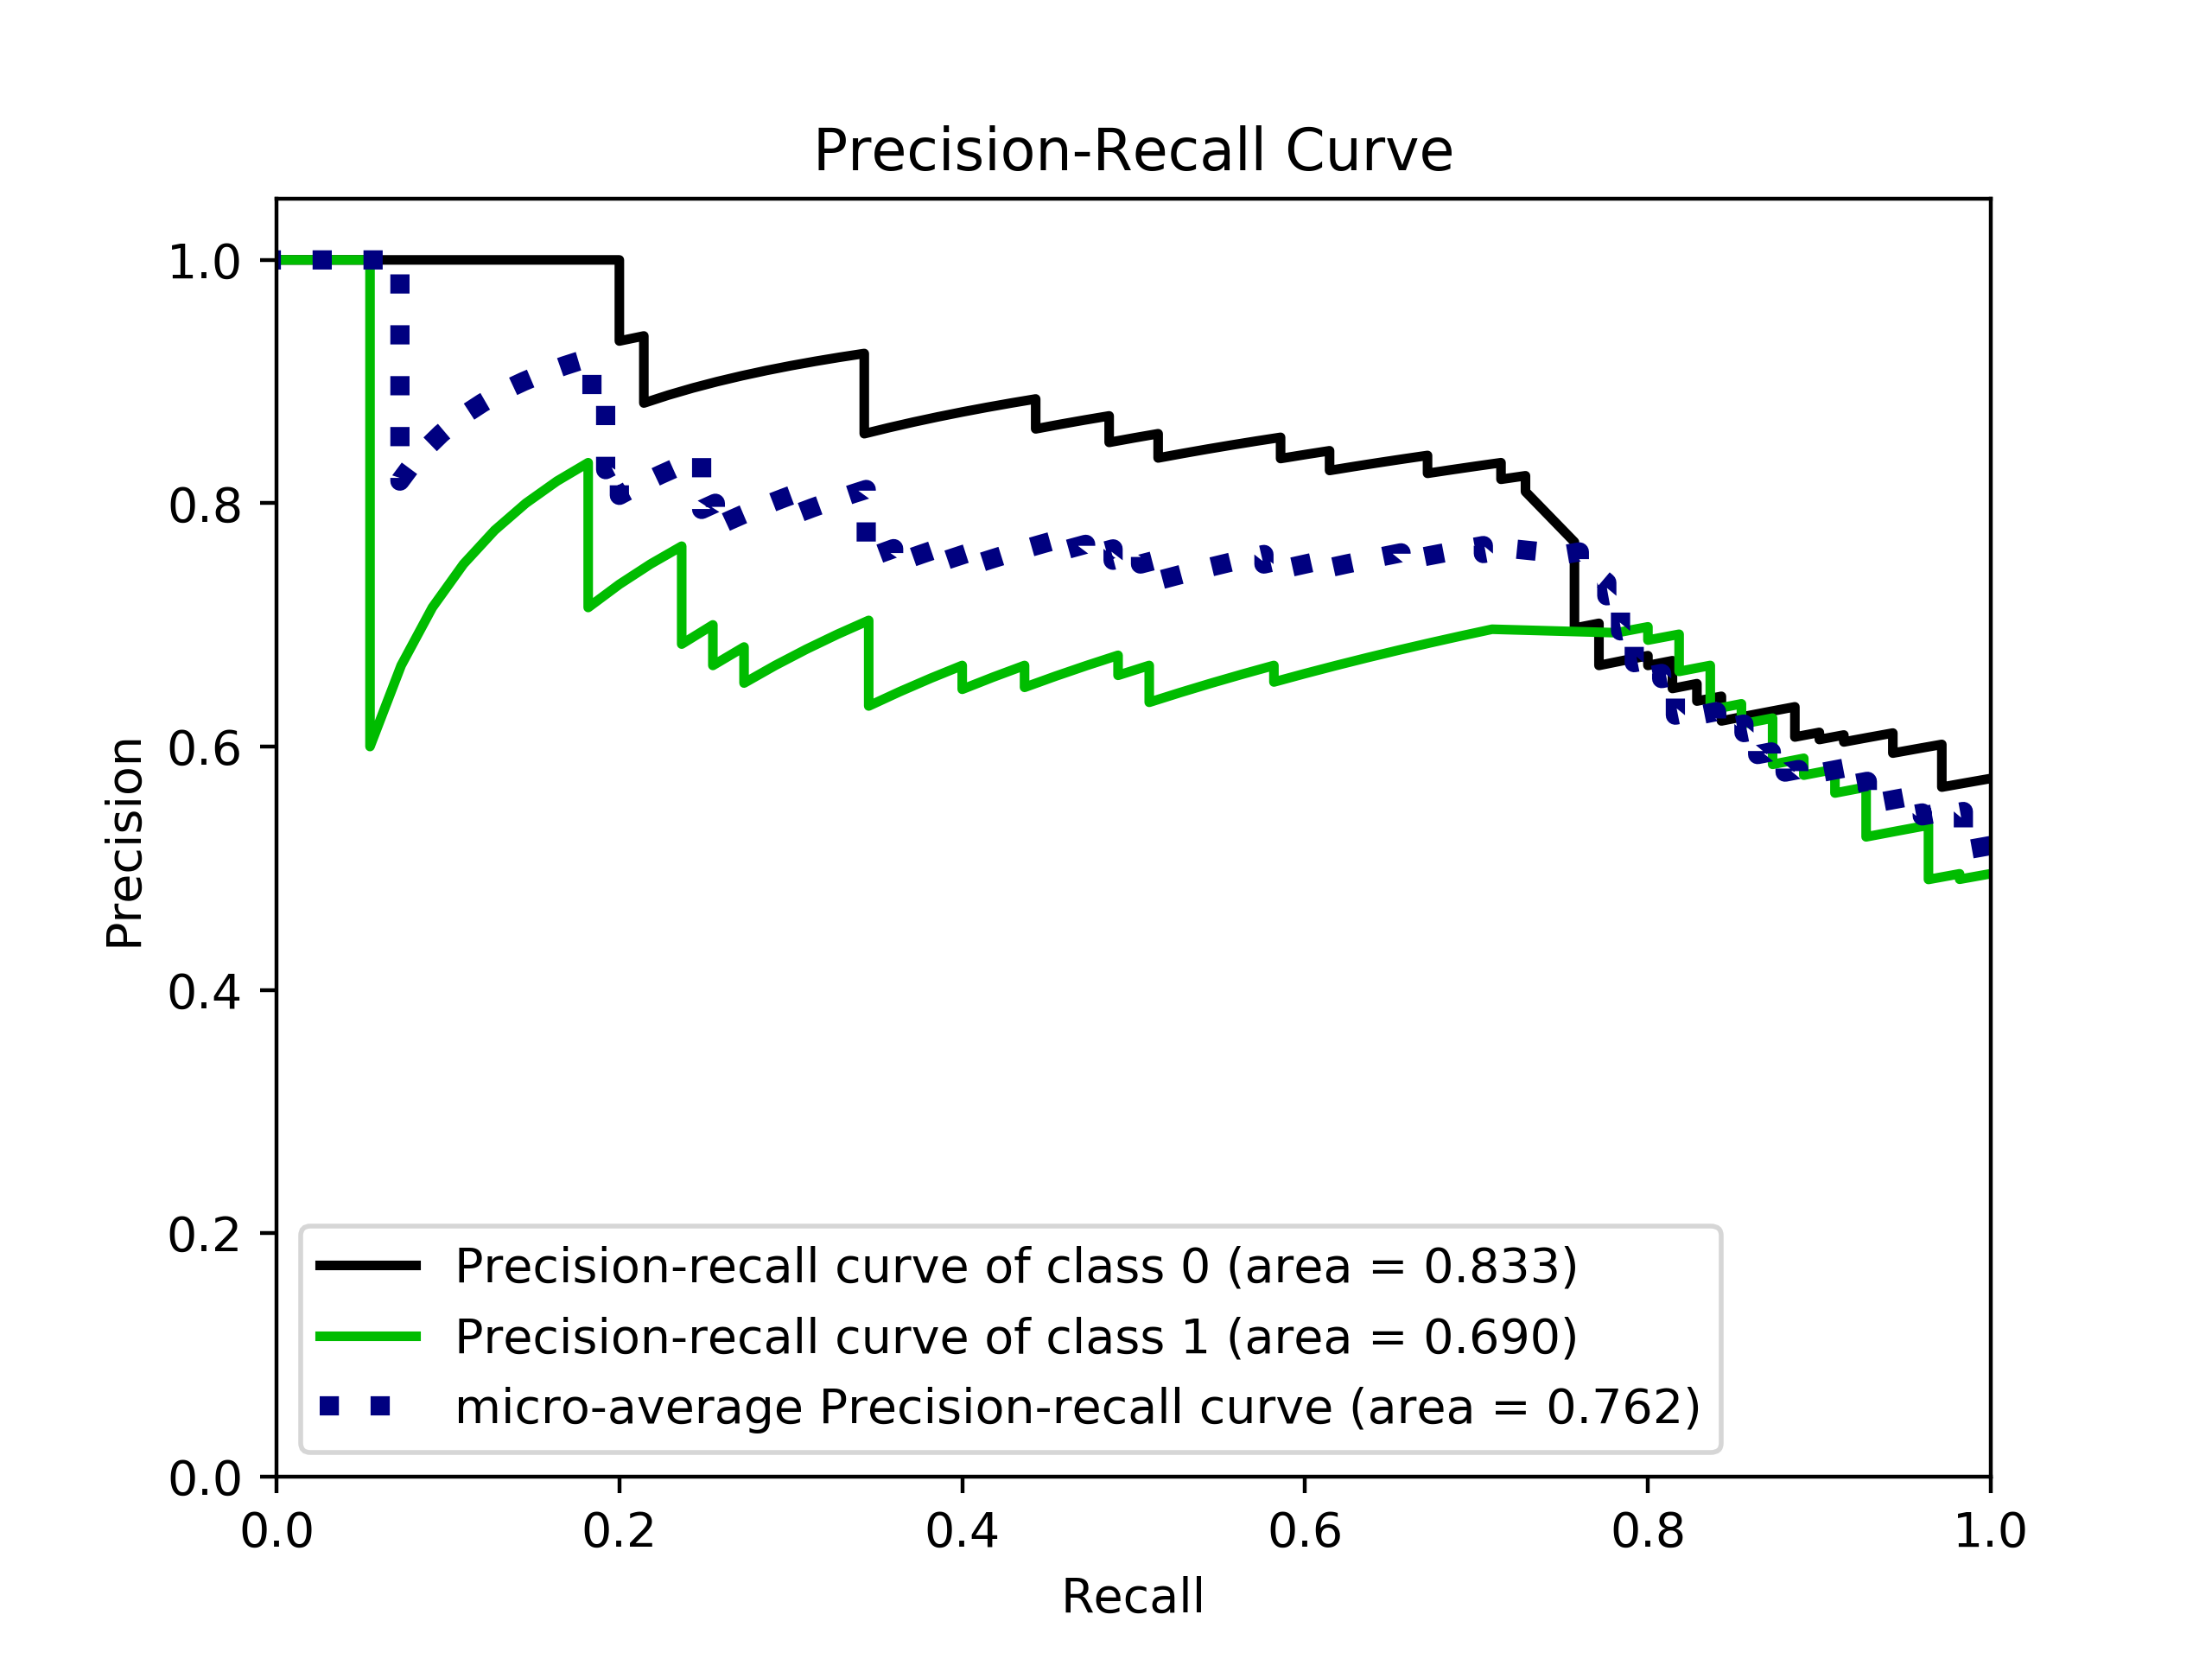 Precision-Recall Curve
1.0
0.8
0.6
0.4
0.2
0.0
Precision
Precision-recall curve of class 0 (area = 0.833)
Precision-recall curve of class 1 (area = 0.690)
micro-average Precision-recall curve (area = 0.762)
0.0 0.2 0.4 0.6 0.8 1.0
Recall